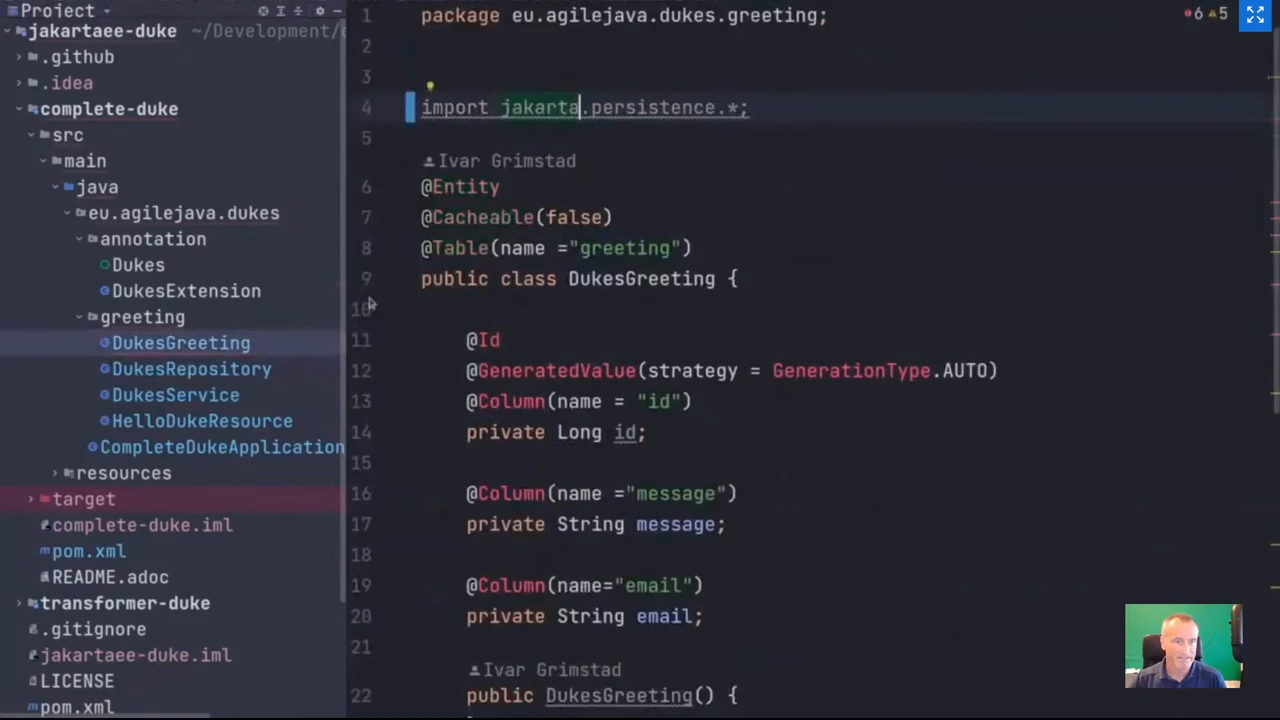 Project
jakartaee-duke ~/Development/
.github
.idea
complete-duke
src
main
java
eu.agilejava.dukes
annotation
Dukes
DukesExtension
greeting
DukesGreeting
DukesRepository
DukesService
HelloDukeResource
CompleteDukeApplication
resources
target
complete-duke.iml
pom.xml
README.adoc
transformer-duke
.gitignore
jakartaee-duke.iml
LICENSE
pom.xml
6 5
1 package eu.agilejava.dukes.greeting;
2
3
4 import jakarta.persistence.*;
5
Ivar Grimstad
6 @Entity
7 @Cacheable(false)
8 @Table(name ="greeting")
9 public class DukesGreeting {
10
11 @Id
12 @GeneratedValue(strategy = GenerationType.AUTO)
13 @Column(name = "id")
14 private Long id;
15
16 @Column(name ="message")
17 private String message;
18
19 @Column(name="email")
20 private String email;
21
Ivar Grimstad
22 public DukesGreeting() {